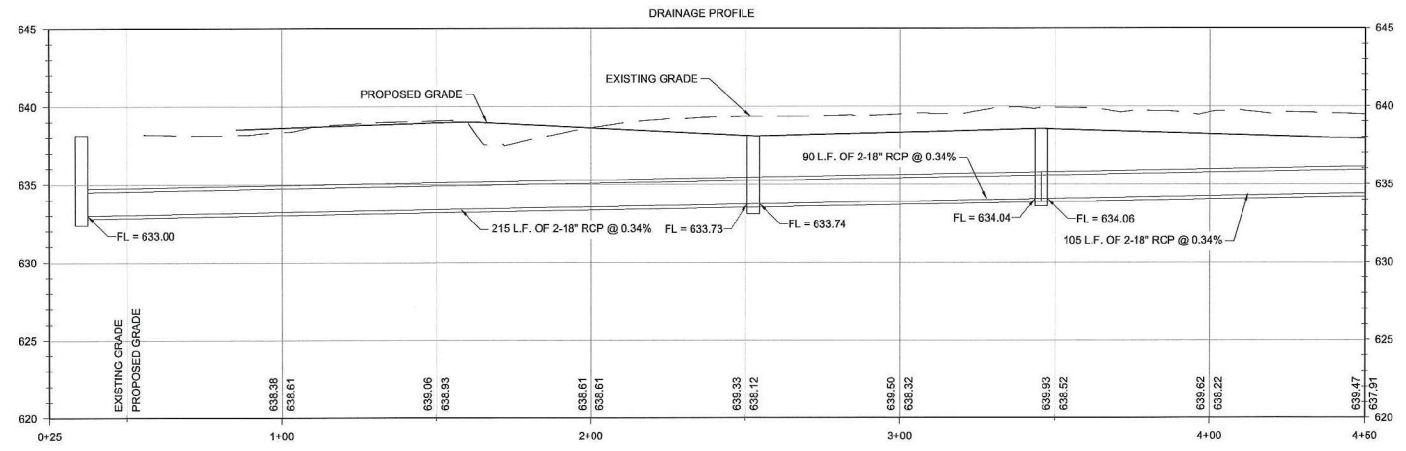 DRAINAGE PROFILE
645
645
EXISTING GRADE
PROPOSED GRADE
640
640
90 L.F. OF 2-18" RCP @ 0.34%
635
635
FL = 633.00
215 L.F. OF 2-18" RCP @ 0.34%
FL = 633.73
FL = 633.74
FL = 634.04
FL = 634.06
105 L.F. OF 2-18" RCP @ 0.34%
630
630
625
625
EXISTING GRADE
PROPOSED GRADE
638.38
638.61
639.06
638.93
638.61
638.61
639.33
638.12
639.50
638.32
639.93
638.52
639.62
638.22
639.47
637.91
620
620
0+25
1+00
2+00
3+00
4+00
4+50